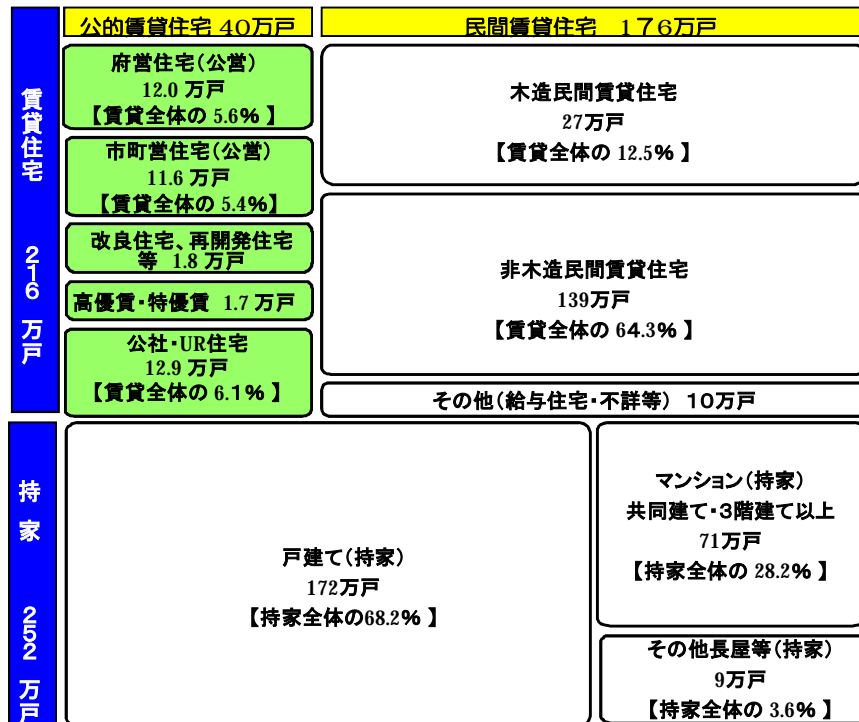 公的賃貸住宅 40万戸
民間賃貸住宅 176万戸
賃貸住宅 216 万戸
府営住宅(公営)
12.0 万戸
【賃貸全体の 5.6% 】
市町営住宅(公営)
11.6 万戸
【賃貸全体の 5.4%】
改良住宅、再開発住宅
等 1.8 万戸
高優賃・特優賃 1.7 万戸
公社・UR住宅
12.9 万戸
【賃貸全体の 6.1% 】
木造民間賃貸住宅
27万戸
【賃貸全体の 12.5% 】
非木造民間賃貸住宅
139万戸
【賃貸全体の 64.3% 】
その他(給与住宅・不詳等) 10万戸
持家 252 万戸
戸建て(持家)
172万戸
【持家全体の68.2% 】
マンション(持家)
共同建て・3階建て以上
71万戸
【持家全体の 28.2% 】
その他長屋等(持家)
9万戸
【持家全体の 3.6% 】